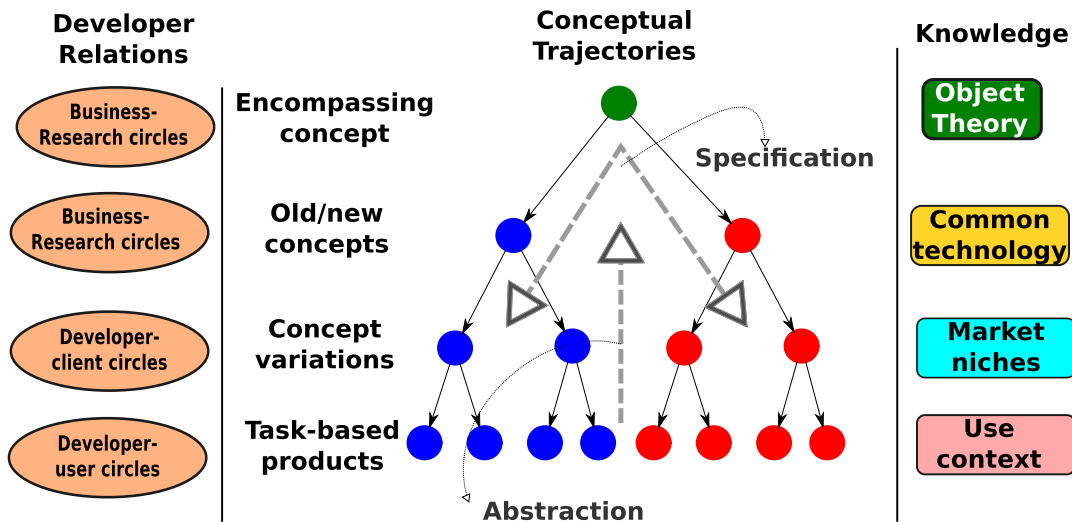 Developer
Relations
Conceptual
Trajectories
Knowledge
Business-
Research circles
Encompassing
concept
Object
Theory
Specification
Business-
Research circles
Old/new
concepts
Common
technology
Developer-
client circles
Concept
variations
Market
niches
Developer-
user circles
Task-based
products
Use
context
Abstraction